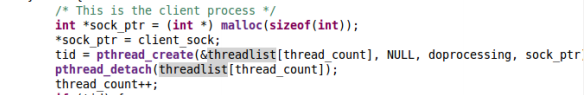 /* This is the client process */
int *sock_ptr = (int *) malloc(sizeof(int));
*sock_ptr = client_sock;
tid = pthread_create(&threadlist[thread_count], NULL, doprocessing, sock_ptr
pthread_detach(threadlist[thread_count]);
thread_count++;